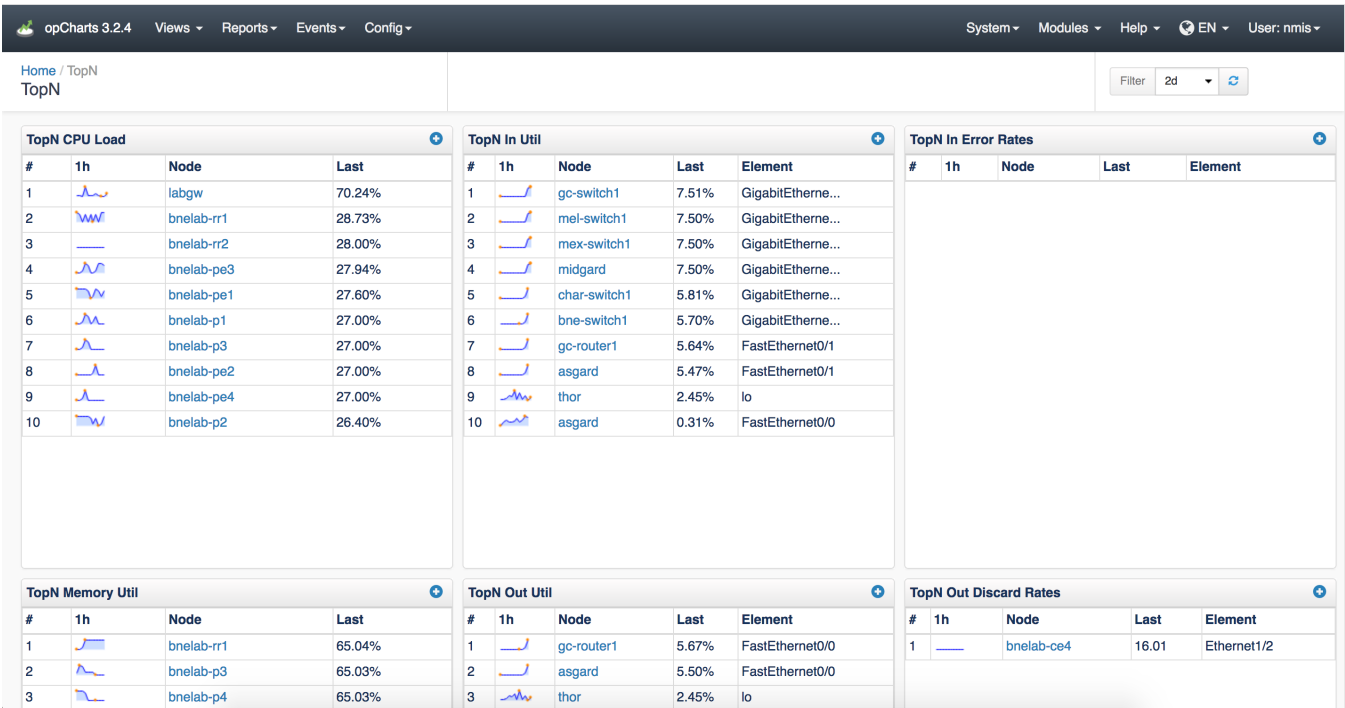 opCharts 3.2.4 Views Reports Events Config System Modules Help EN User: nmis
Home / TopN
TopN
Filter 2d
TopN CPU Load
# 1h Node Last
1 labgw 70.24%
2 bnelab-rr1 28.73%
3 bnelab-rr2 28.00%
4 bnelab-pe3 27.94%
5 bnelab-pe1 27.60%
6 bnelab-p1 27.00%
7 bnelab-p3 27.00%
8 bnelab-pe2 27.00%
9 bnelab-pe4 27.00%
10 bnelab-p2 26.40%
TopN In Util
# 1h Node Last Element
1 gc-switch1 7.51% GigabitEtherne...
2 mel-switch1 7.50% GigabitEtherne...
3 mex-switch1 7.50% GigabitEtherne...
4 midgard 7.50% GigabitEtherne...
5 char-switch1 5.81% GigabitEtherne...
6 bne-switch1 5.70% GigabitEtherne...
7 gc-router1 5.64% FastEthernet0/1
8 asgard 5.47% FastEthernet0/1
9 thor 2.45% lo
10 asgard 0.31% FastEthernet0/0
TopN In Error Rates
# 1h Node Last Element
TopN Memory Util
# 1h Node Last
1 bnelab-rr1 65.04%
2 bnelab-p3 65.03%
3 bnelab-p4 65.03%
TopN Out Util
# 1h Node Last Element
1 gc-router1 5.67% FastEthernet0/0
2 asgard 5.50% FastEthernet0/0
3 thor 2.45% lo
TopN Out Discard Rates
# 1h Node Last Element
1 bnelab-ce4 16.01 Ethernet1/2